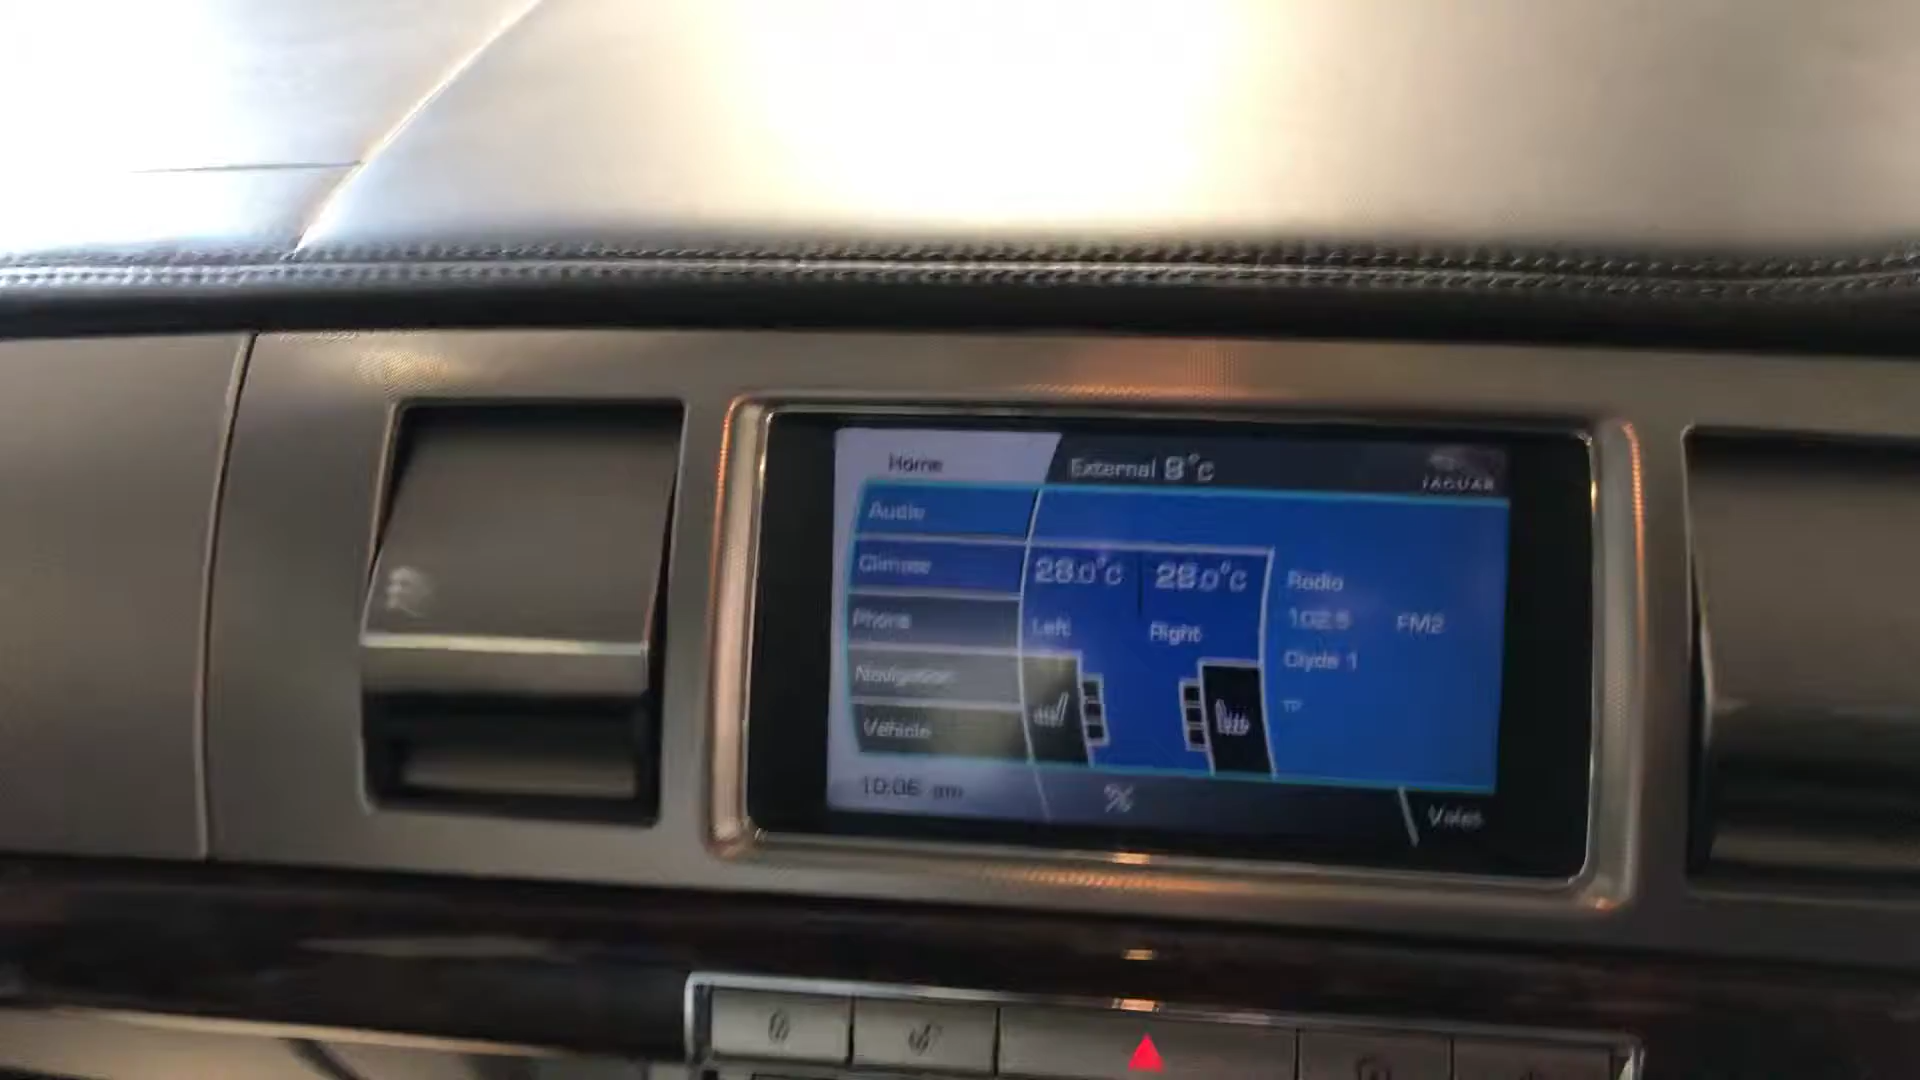 Home
External 8°C
JAGUAR
Audio
Climate
28.0°C 28.0°C
Radio
Phone
102.5 FM2
Left Right
Clyde 1
Navigation
TP
Vehicle
10:06 am
Valet